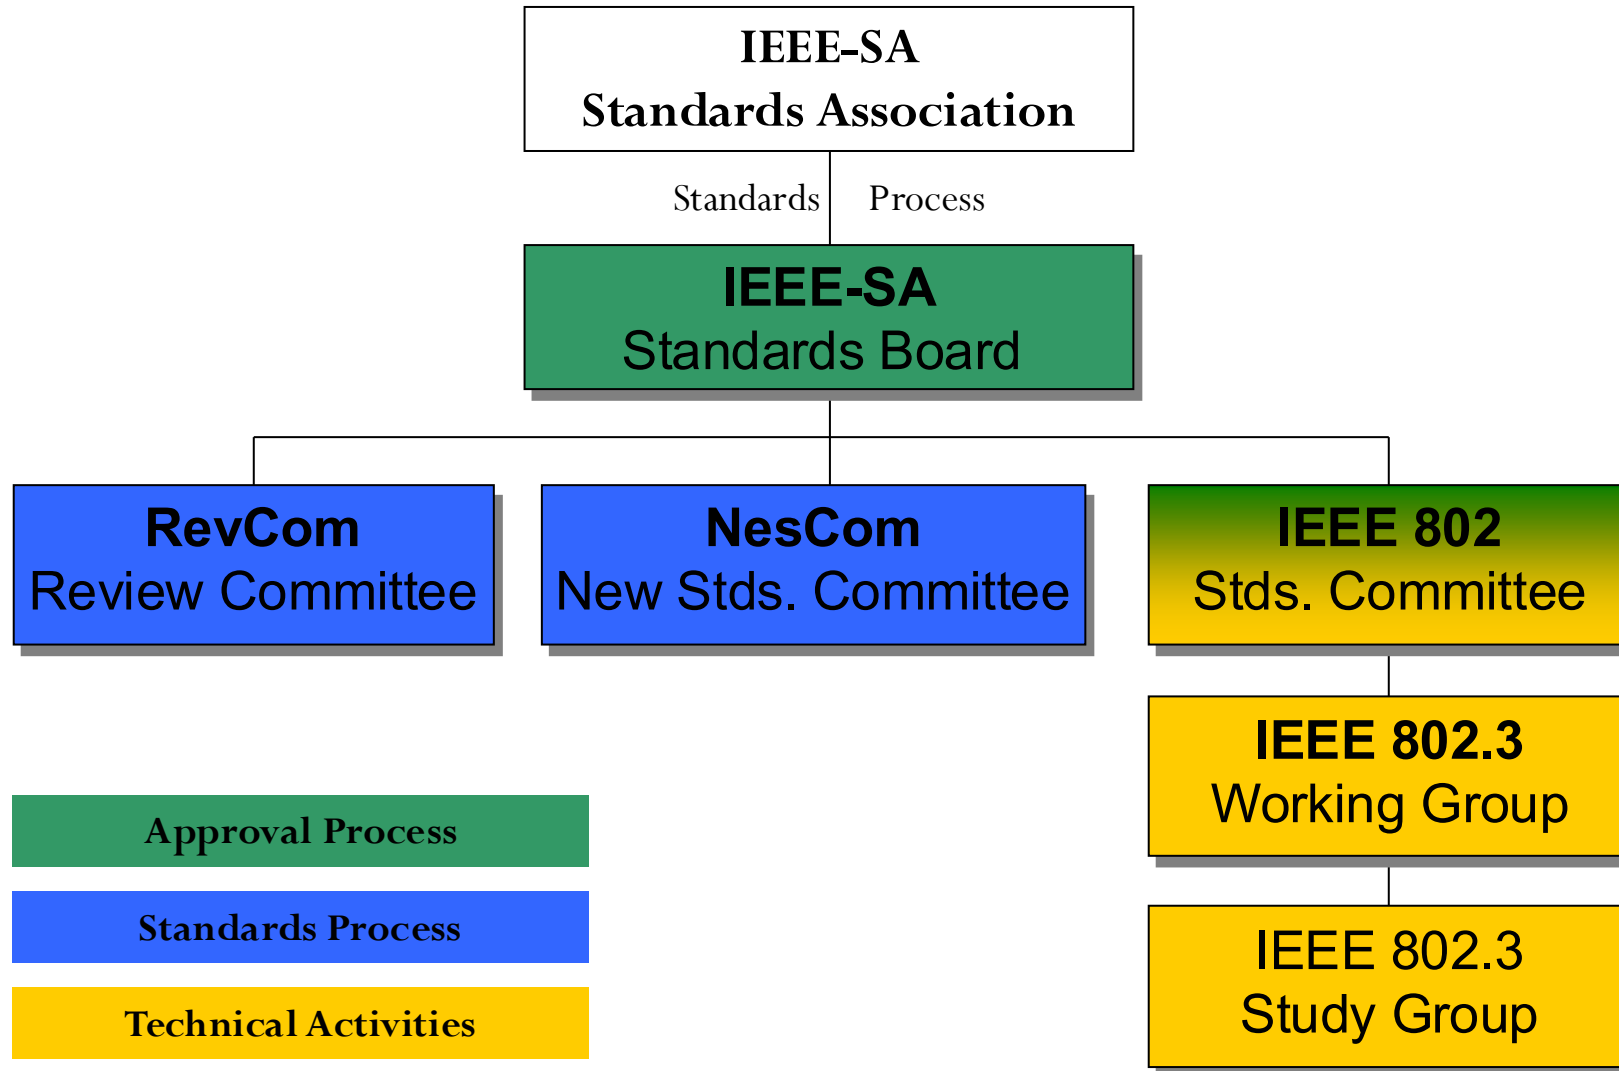 IEEE-SA
Standards Association
Standards Process
IEEE-SA
Standards Board
RevCom
Review Committee
NesCom
New Stds. Committee
IEEE 802
Stds. Committee
IEEE 802.3
Working Group
IEEE 802.3
Study Group
Approval Process
Standards Process
Technical Activities